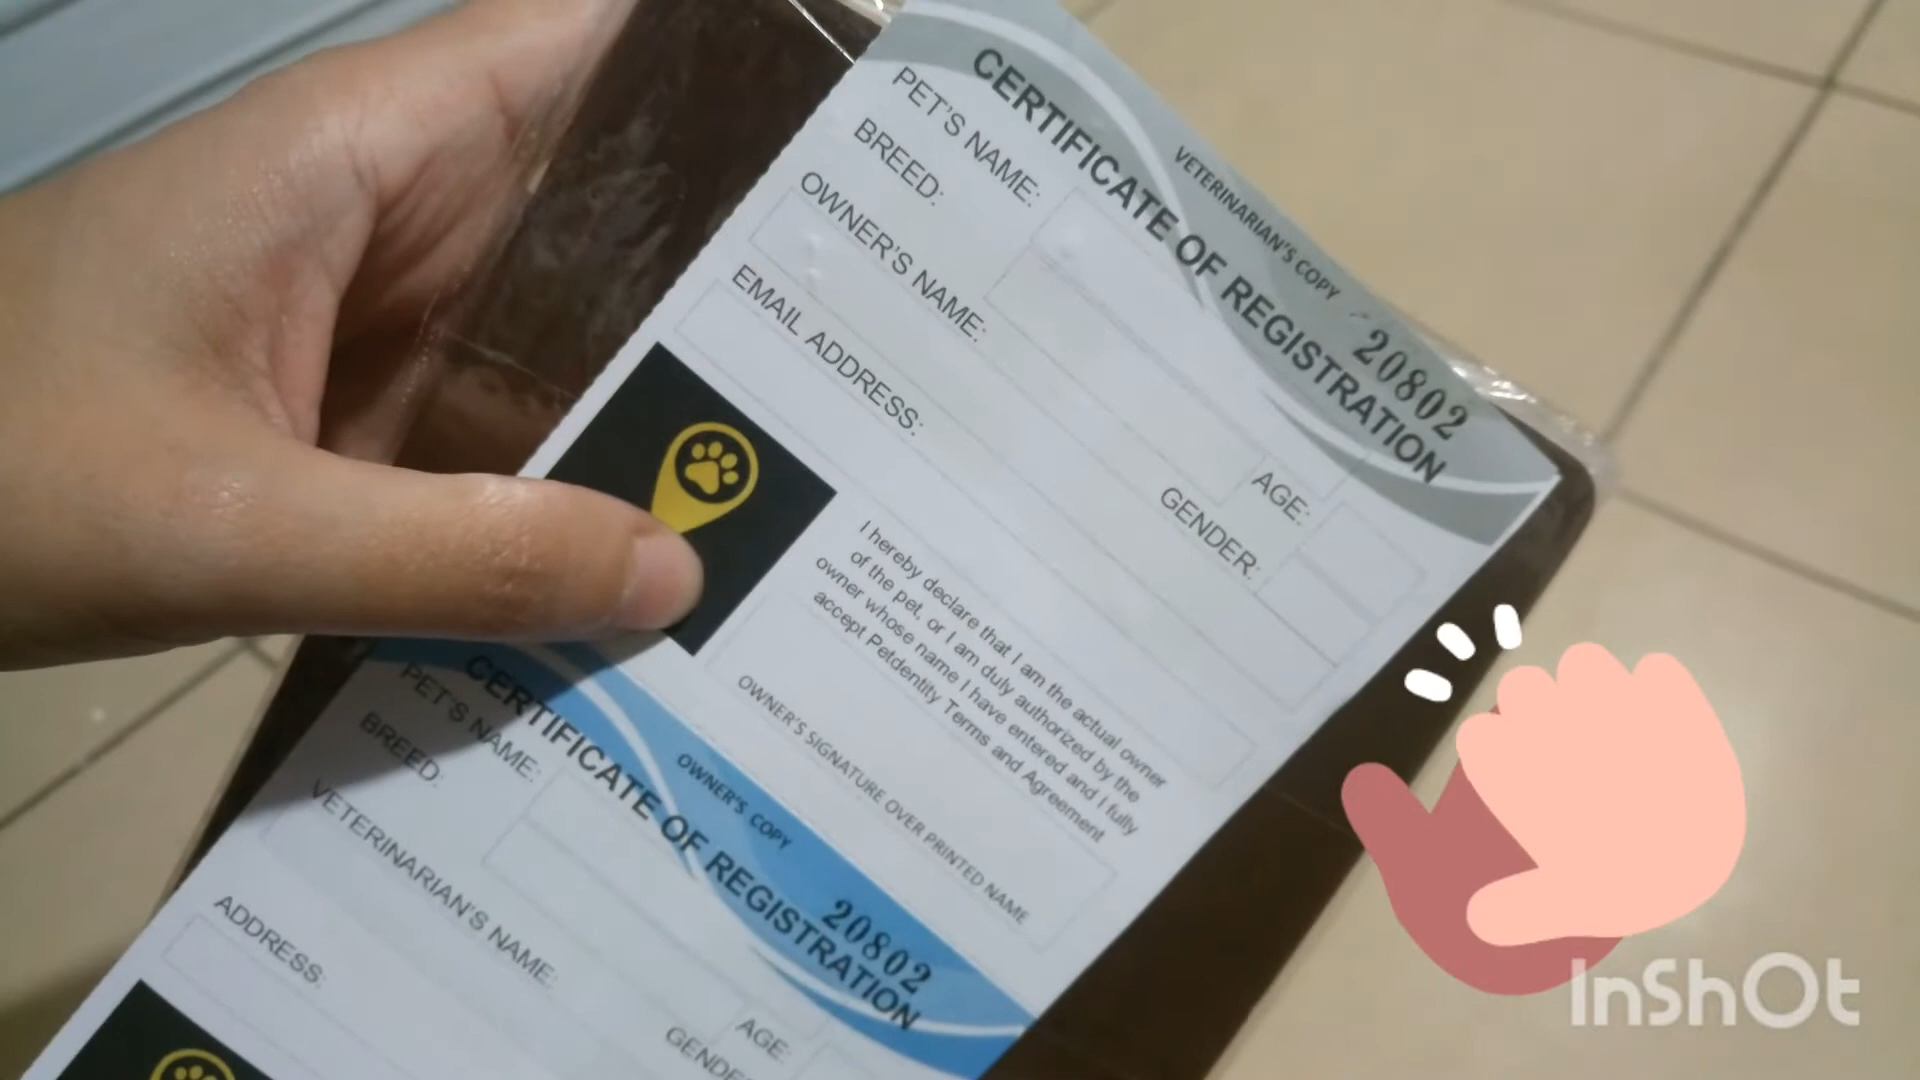 VETERINARIAN'S COPY
20802
CERTIFICATE OF REGISTRATION
PET'S NAME:
AGE:
BREED:
GENDER:
OWNER'S NAME:
EMAIL ADDRESS:
I hereby declare that I am the actual owner
of the pet, or I am duly authorized by the
owner whose name I have entered and I fully
accept Petdentity Terms and Agreement
OWNER'S SIGNATURE OVER PRINTED NAME
OWNER'S COPY
20802
CERTIFICATE OF REGISTRATION
PET'S NAME:
AGE:
BREED:
GENDER:
VETERINARIAN'S NAME:
ADDRESS:
InShOt